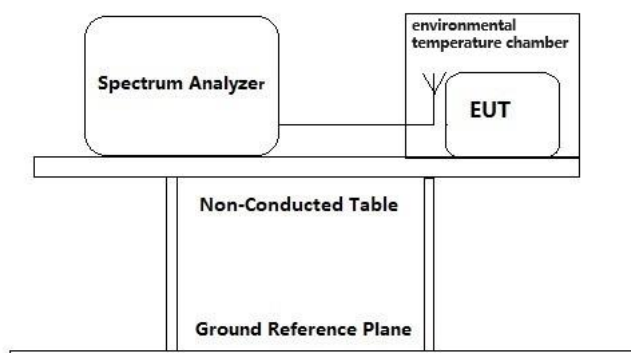 environmental
temperature chamber
Spectrum Analyzer
EUT
Non-Conducted Table
Ground Reference Plane